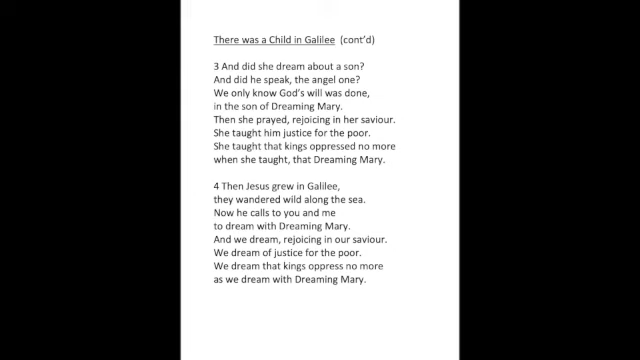 There was a Child in Galilee (cont'd)
3 And did she dream about a son?
And did he speak, the angel one?
We only know God's will was done,
in the son of Dreaming Mary.
Then she prayed, rejoicing in her saviour.
She taught him justice for the poor.
She taught that kings oppressed no more
when she taught, that Dreaming Mary.
4 Then Jesus grew in Galilee,
they wandered wild along the sea.
Now he calls to you and me
to dream with Dreaming Mary.
And we dream, rejoicing in our saviour.
We dream of justice for the poor.
We dream that kings oppress no more
as we dream with Dreaming Mary.